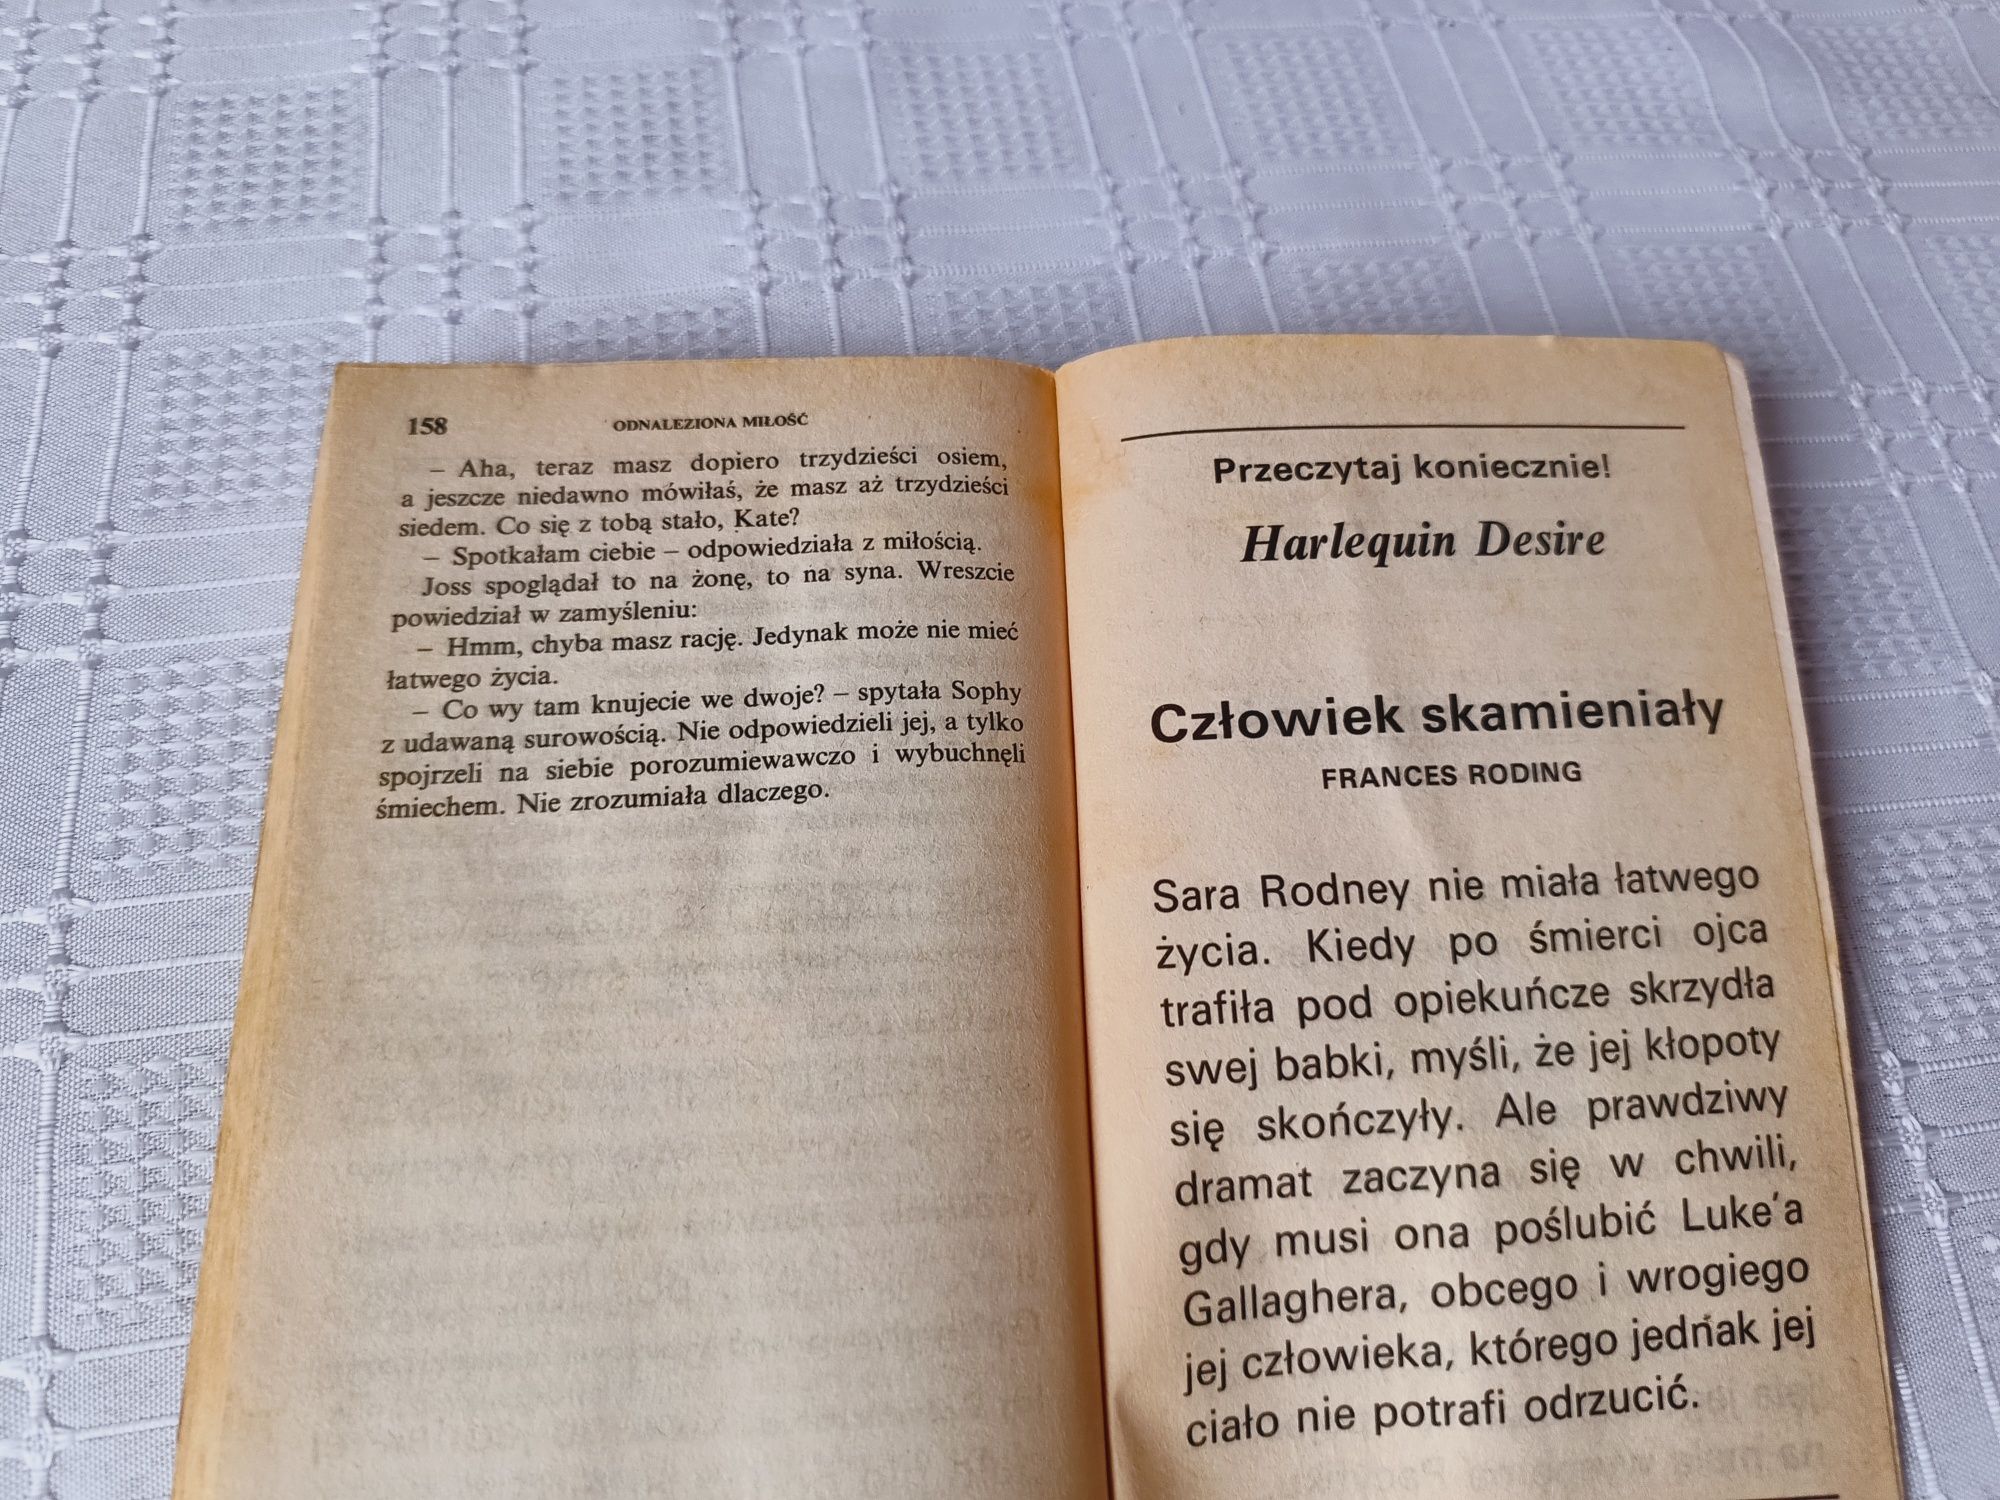 158
ODNALEZIONA MIŁOŚĆ
– Aha, teraz masz dopiero trzydzieści osiem,
a jeszcze niedawno mówiłaś, że masz aż trzydzieści
siedem. Co się z tobą stało, Kate?
– Spotkałam ciebie – odpowiedziała z miłością.
Joss spoglądał to na żonę, to na syna. Wreszcie
powiedział w zamyśleniu:
– Hmm, chyba masz rację. Jedynak może nie mieć
łatwego życia.
– Co wy tam knujecie we dwoje? – spytała Sophy
z udawaną surowością. Nie odpowiedzieli jej, a tylko
spojrzeli na siebie porozumiewawczo i wybuchnęli
śmiechem. Nie zrozumiała dlaczego.
Przeczytaj koniecznie!
Harlequin Desire
Człowiek skamieniały
FRANCES RODING
Sara Rodney nie miała łatwego
życia. Kiedy po śmierci ojca
trafiła pod opiekuńcze skrzydła
swej babki, myśli, że jej kłopoty
się skończyły. Ale prawdziwy
dramat zaczyna się w chwili,
gdy musi ona poślubić Luke'a
Gallaghera, obcego i wrogiego
jej człowieka, którego jednak jej
ciało nie potrafi odrzucić.